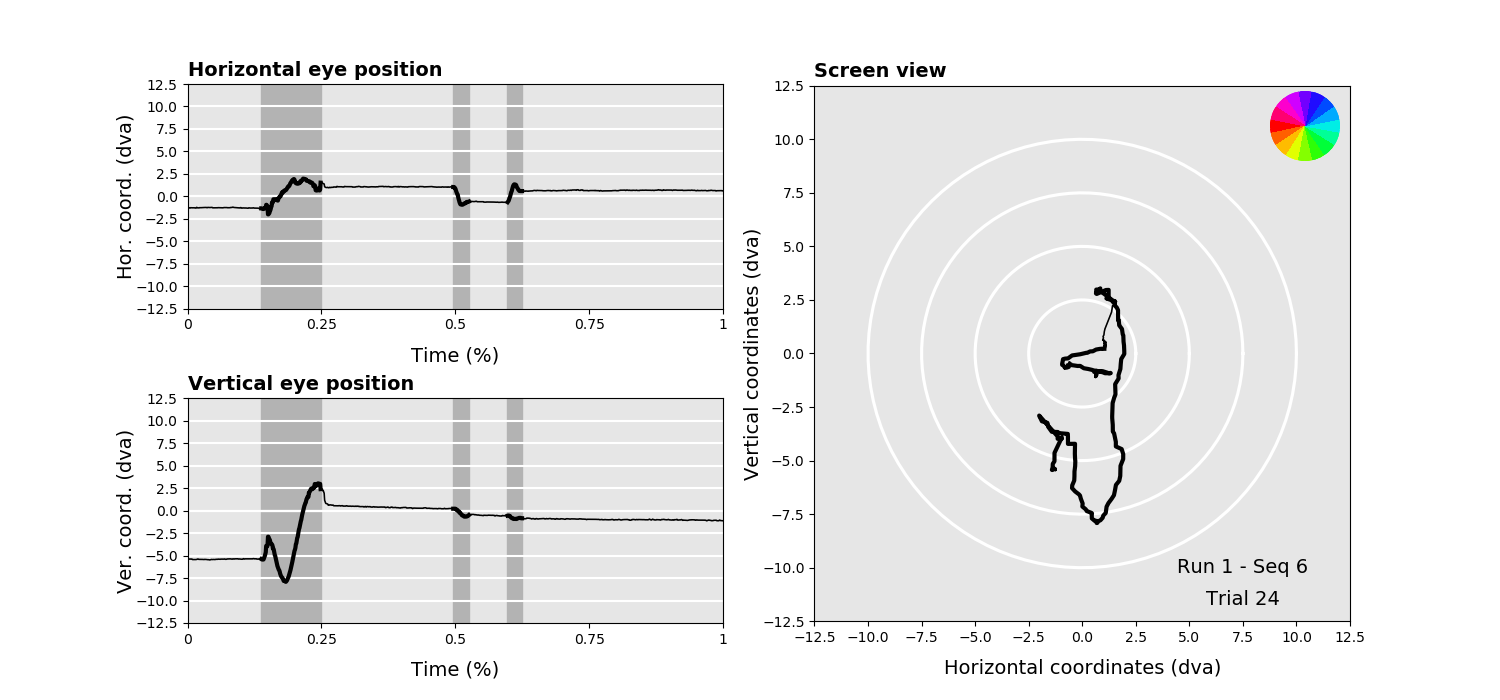 Horizontal eye position
Hor. coord. (dva)
12.5
10.0
7.5
5.0
2.5
0.0
−2.5
−5.0
−7.5
−10.0
−12.5
0 0.25 0.5 0.75 1
Time (%)
Vertical eye position
Ver. coord. (dva)
12.5
10.0
7.5
5.0
2.5
0.0
−2.5
−5.0
−7.5
−10.0
−12.5
0 0.25 0.5 0.75 1
Time (%)
Screen view
Vertical coordinates (dva)
12.5
10.0
7.5
5.0
2.5
0.0
−2.5
−5.0
−7.5
−10.0
−12.5
Run 1 - Seq 6
Trial 24
−12.5 −10.0 −7.5 −5.0 −2.5 0.0 2.5 5.0 7.5 10.0 12.5
Horizontal coordinates (dva)